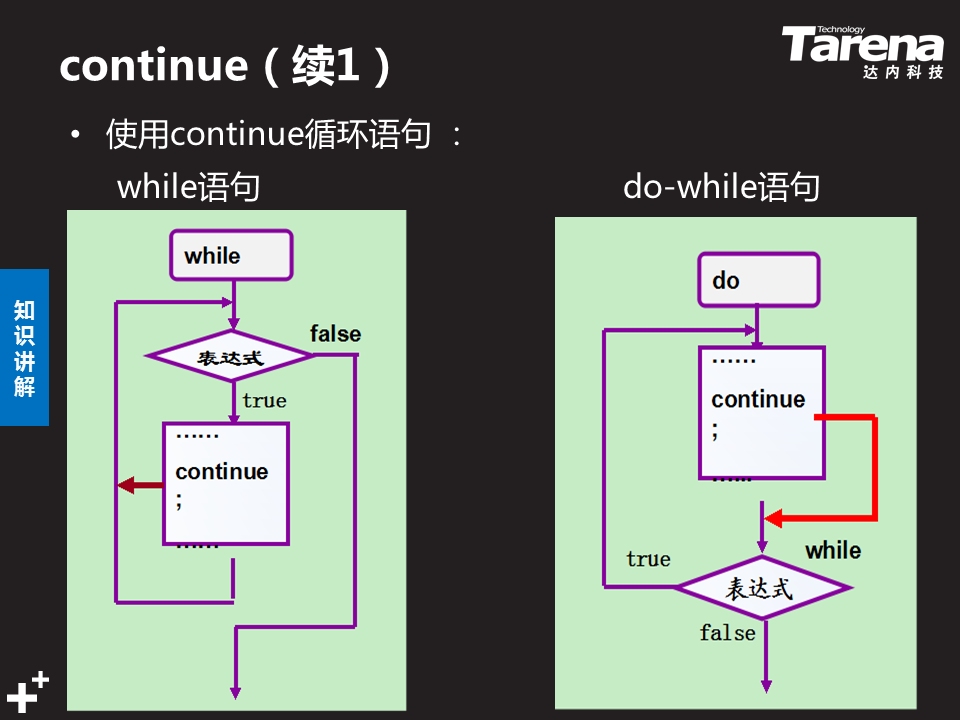 continue（续1）
Technology
Tarena
达内科技
• 使用continue循环语句 ：
while语句
do-while语句
知
识
讲
解
while
表达式
false
true
……
continue
;
……
do
……
continue
;
……
while
true
表达式
false